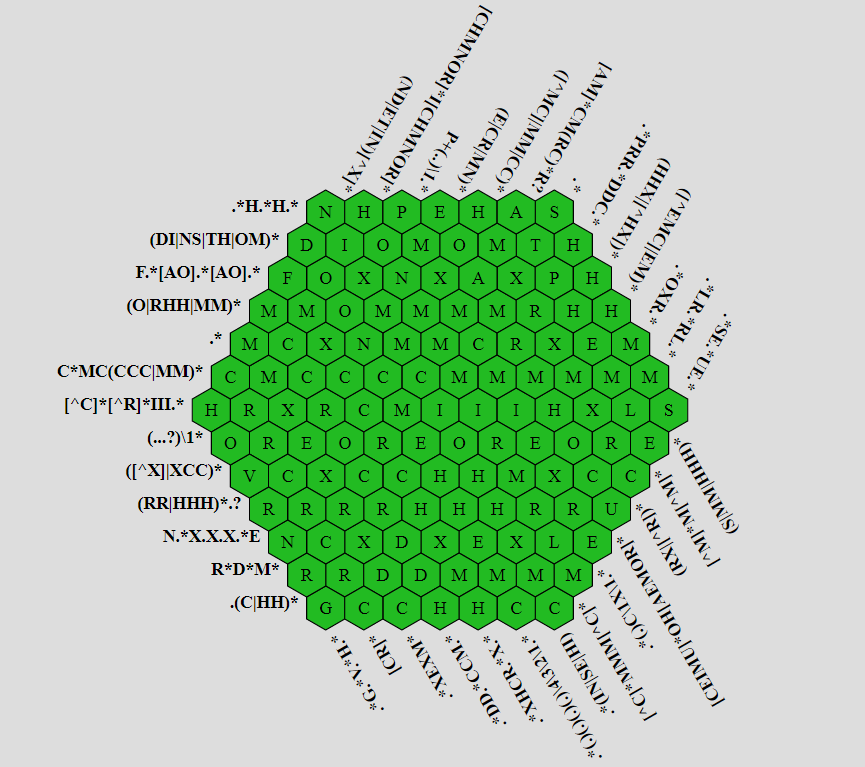 (ND|ET|IN)[^X]*
[CHMNOR]*I[CHMNOR]*
P+(..)\1.*
(E|CR|MN)*
([^MC]|MM|CC)*
[AM]*CM(RC)*R?
.*
.*PRR.*DDC.*
(HHX|[^HX])*
([^EMC]|EM)*
.*OXR.*
.*LR.*RL.*
.*SE.*UE.*
.*H.*H.* N H P E H A S
(DI|NS|TH|OM)* D I O M O M T H
F.*[AO].*[AO].* F O X N X A X P H
(O|RHH|MM)* M M O M M M M R H H
.* M C X N M M C R X E M
C*MC(CCC|MM)* C M C C C C M M M M M M
[^C]*[^R]*III.* H R X R C M I I I H X L S
(...?)\1* O R E O R E O R E O R E
([^X]|XCC)* V C X C C H H M X C C
(RR|HHH)*.? R R R R H H H R R U
N.*X.X.X.*E N C X D X E X L E
R*D*M* R R D D M M M M
.(C|HH)* G C C H H C C
(S|MM|HHH)*
[^M]*M[^M]*
(RX|[^R])*
[CEIMU]*OH[AEMOR]*
.*(.)C\1X\1.*
[^C]*MMM[^C]*
.*(IN|SE|HI)
.*(.)(.)(.)(.)\4\3\2\1.*
.*XHCR.*X.*
.*DD.*CCM.*
.*XEXM*
[CR]*
.*G.*V.*H.*